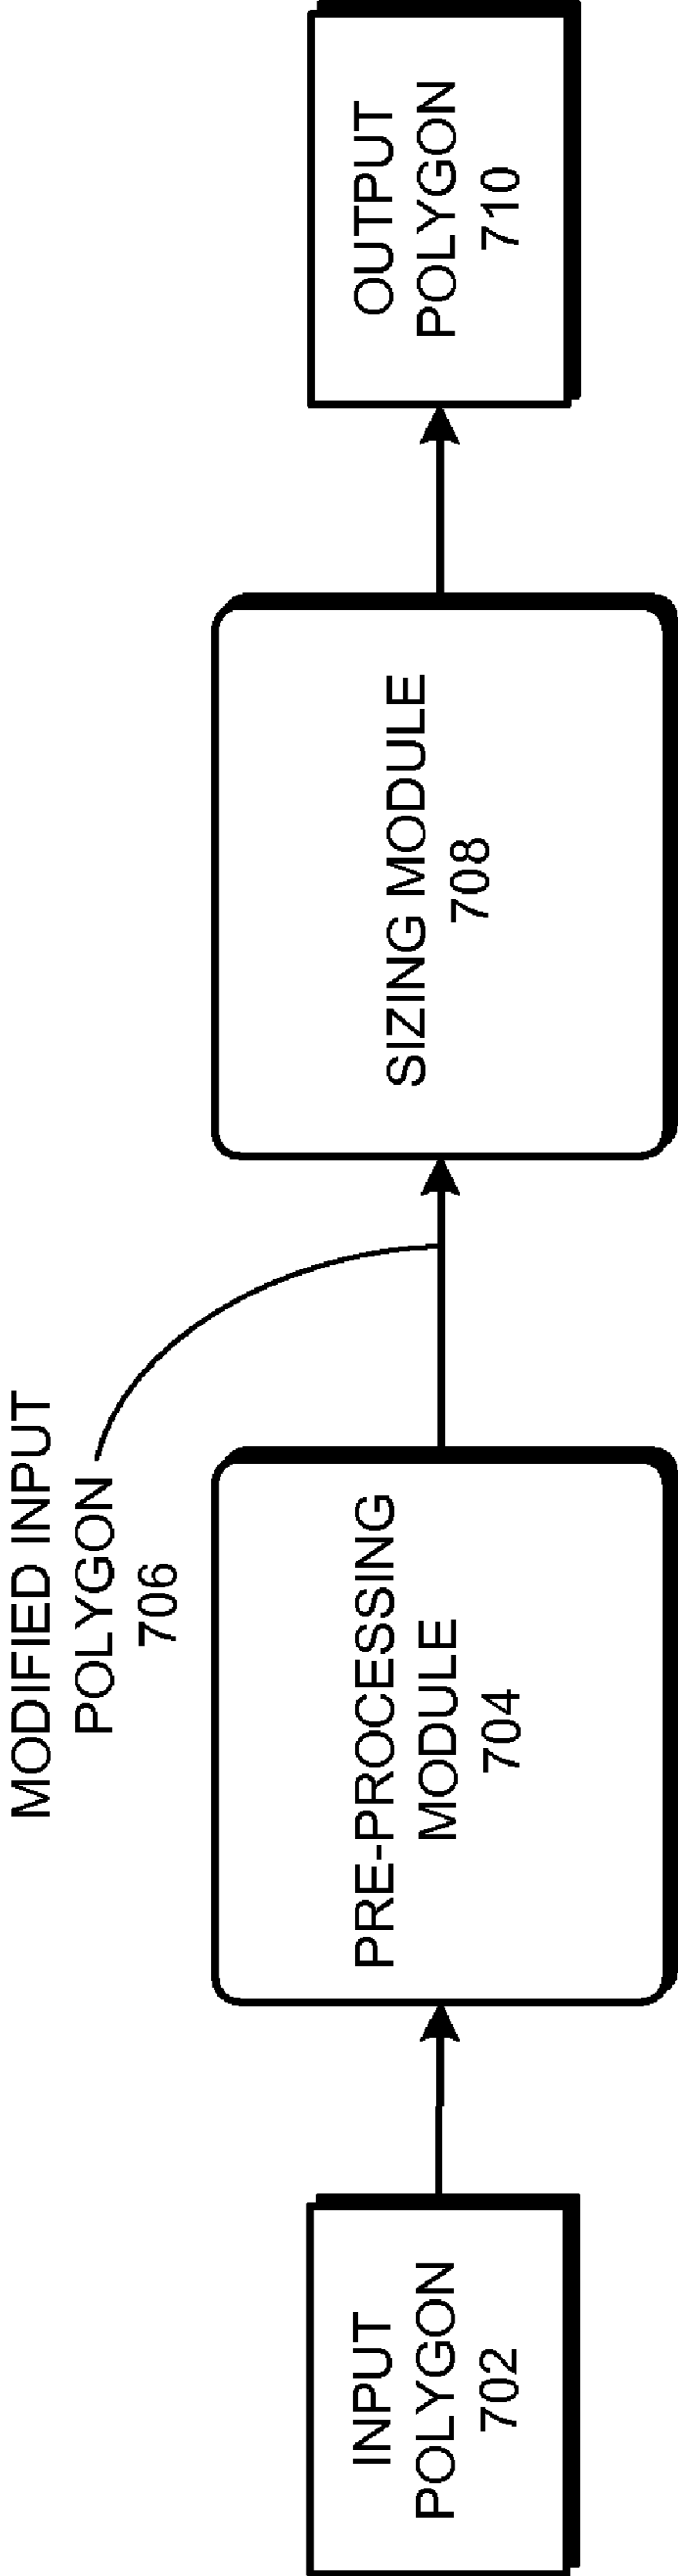 INPUT
POLYGON
702
PRE-PROCESSING
MODULE
704
MODIFIED INPUT
POLYGON
706
SIZING MODULE
708
OUTPUT
POLYGON
710